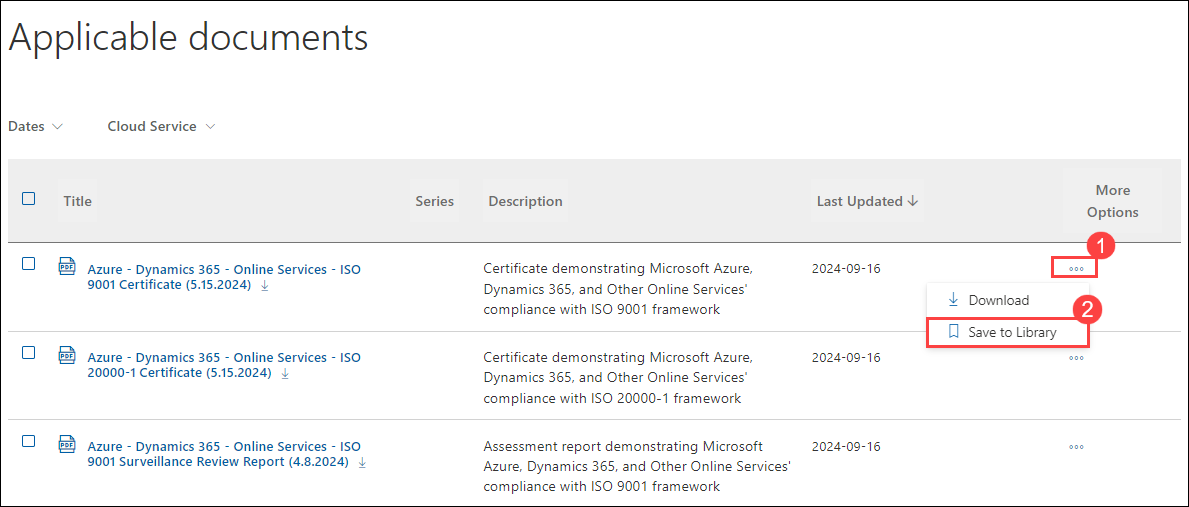 Applicable documents
Dates
Cloud Service
Title
Series
Description
Last Updated
More
Options
1
PDF
Azure - Dynamics 365 - Online Services - ISO
9001 Certificate (5.15.2024)
Certificate demonstrating Microsoft Azure,
Dynamics 365, and Other Online Services'
compliance with ISO 9001 framework
2024-09-16
Download
2
Save to Library
PDF
Azure - Dynamics 365 - Online Services - ISO
20000-1 Certificate (5.15.2024)
Certificate demonstrating Microsoft Azure,
Dynamics 365, and Other Online Services'
compliance with ISO 20000-1 framework
2024-09-16
PDF
Azure - Dynamics 365 - Online Services - ISO
9001 Surveillance Review Report (4.8.2024)
Assessment report demonstrating Microsoft
Azure, Dynamics 365, and Other Online Services'
compliance with ISO 9001 framework
2024-09-16